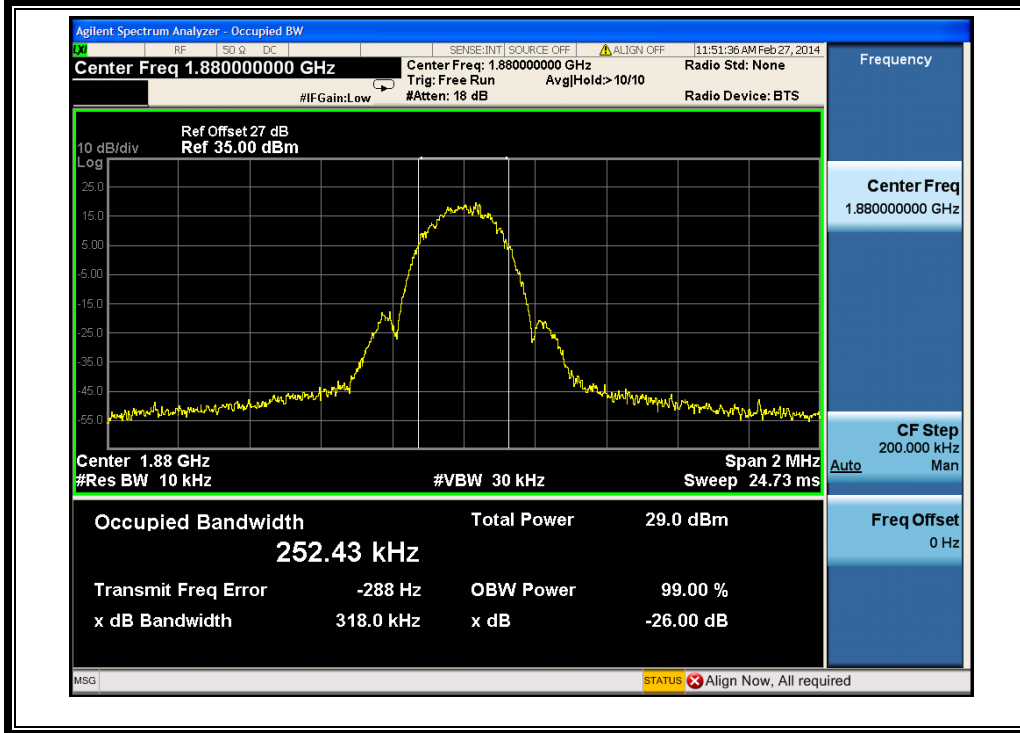 Agilent Spectrum Analyzer - Occupied BW
LXI RF 50 Ω DC SENSE:INT SOURCE OFF ALIGN OFF 11:51:36 AM Feb 27, 2014
Center Freq 1.880000000 GHz
Center Freq: 1.880000000 GHz Radio Std: None
Trig: Free Run Avg|Hold:>10/10
#IFGain:Low #Atten: 18 dB Radio Device: BTS
Frequency
Ref Offset 27 dB
10 dB/div Ref 35.00 dBm
Log
25.0
15.0
5.00
-5.00
-15.0
-25.0
-35.0
-45.0
-55.0
Center 1.88 GHz Span 2 MHz
#Res BW 10 kHz #VBW 30 kHz Sweep 24.73 ms
Center Freq
1.880000000 GHz
CF Step
200.000 kHz
Auto Man
Freq Offset
0 Hz
Occupied Bandwidth Total Power 29.0 dBm
252.43 kHz
Transmit Freq Error -288 Hz OBW Power 99.00 %
x dB Bandwidth 318.0 kHz x dB -26.00 dB
MSG STATUS Align Now, All required